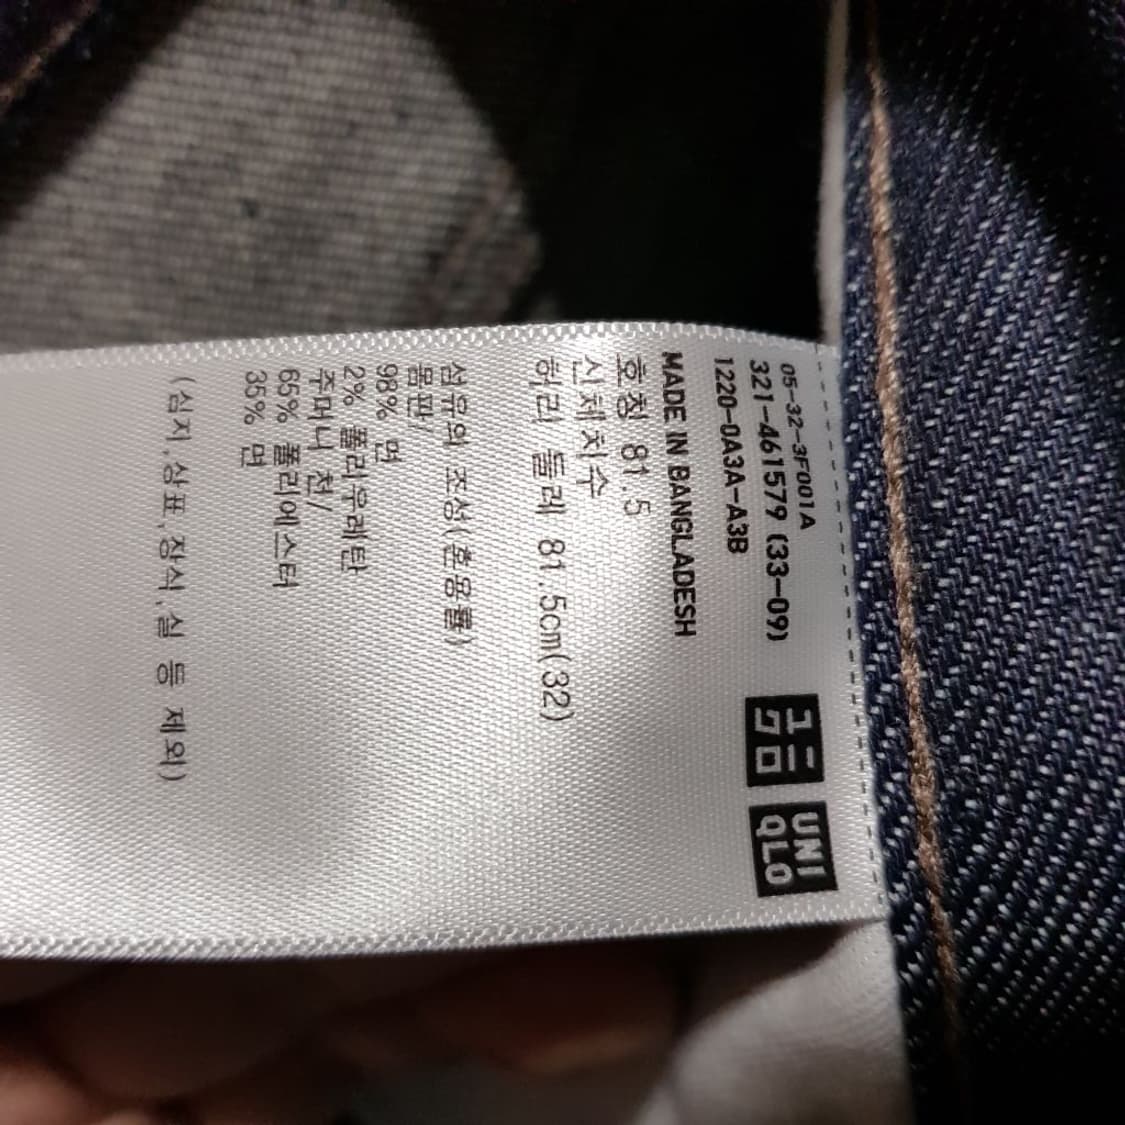 05-32-3F001A
321-461579 (33-09)
1220-0A3A-A3B
ユニ
クロ
UNI
QLO
MADE IN BANGLADESH
호칭 81.5
신체치수
허리 둘레 81.5cm(32)
섬유의 조성(혼용률)
몸판/
98% 면
2% 폴리우레탄
주머니 천/
65% 폴리에스터
35% 면
(심지,상표,장식,실 등 제외)